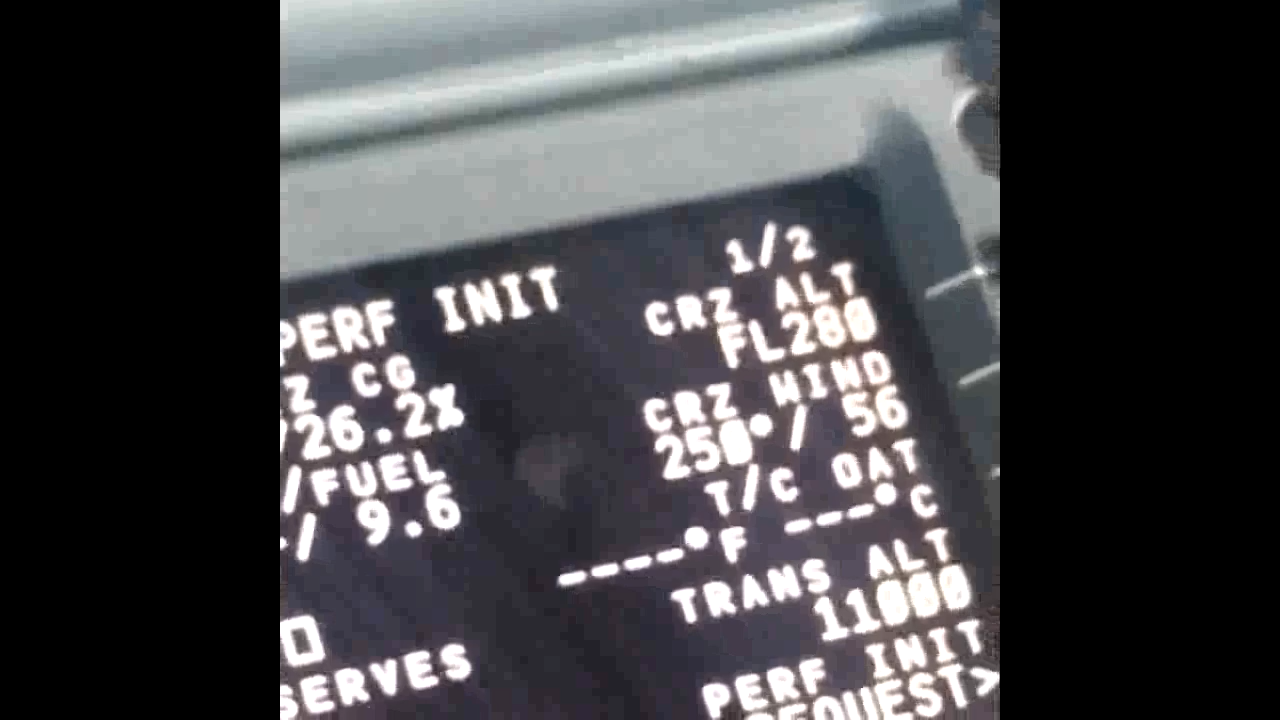 PERF INIT 1/2
CRZ ALT
FL280
Z CG
CRZ WIND
/26.2%
250°/ 56
/FUEL
T/C OAT
/ 9.6
----°F ---°C
TRANS ALT
11000
SERVES
PERF INIT
REQUEST>